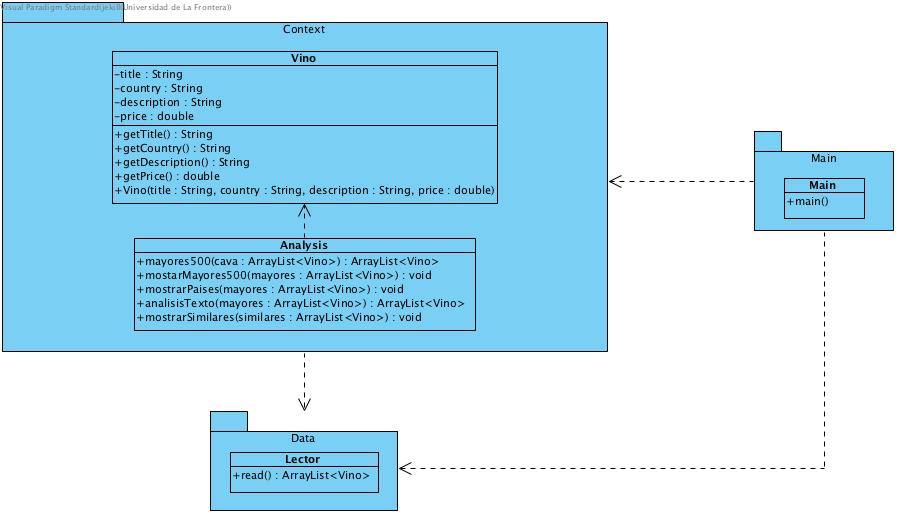 Visual Paradigm Standard(jekill(Universidad de La Frontera))
Context
Vino
-title : String
-country : String
-description : String
-price : double
+getTitle() : String
+getCountry() : String
+getDescription() : String
+getPrice() : double
+Vino(title : String, country : String, description : String, price : double)
Analysis
+mayores500(cava : ArrayList<Vino>) : ArrayList<Vino>
+mostarMayores500(mayores : ArrayList<Vino>) : void
+mostrarPaises(mayores : ArrayList<Vino>) : void
+analisisTexto(mayores : ArrayList<Vino>) : ArrayList<Vino>
+mostrarSimilares(similares : ArrayList<Vino>) : void
Main
Main
+main()
Data
Lector
+read() : ArrayList<Vino>